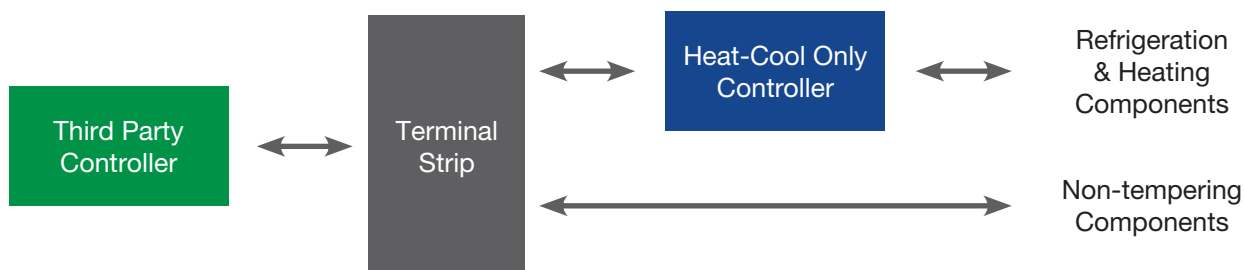 Third Party
Controller
Terminal
Strip
Heat-Cool Only
Controller
Refrigeration
& Heating
Components
Non-tempering
Components